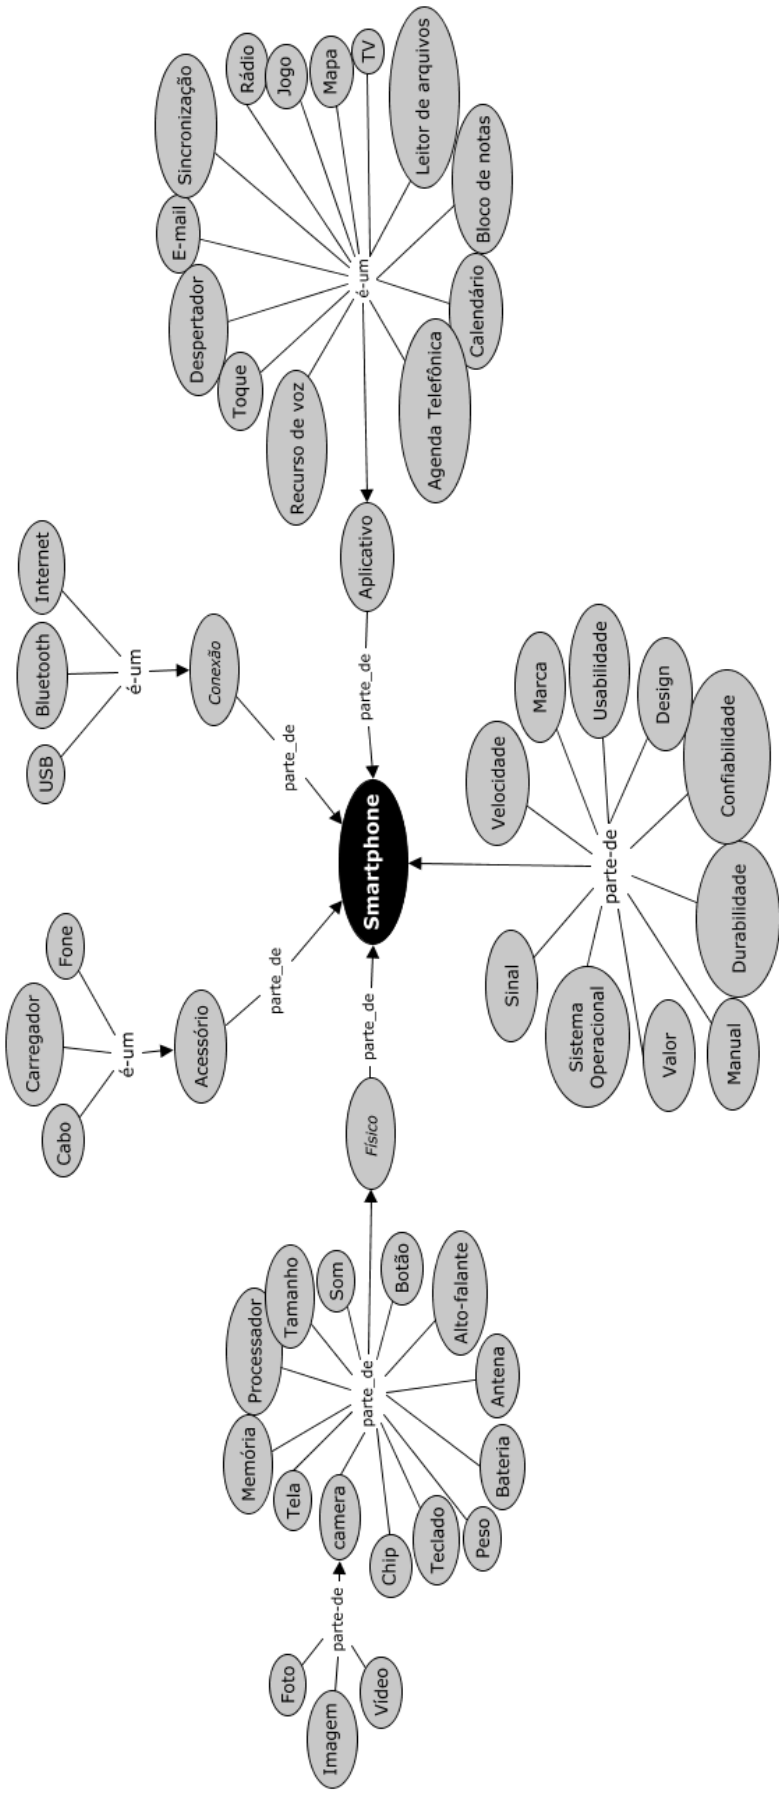 Foto
Imagem
Vídeo
parte-de
camera
Tela
Memória
Processador
Tamanho
Som
Botão
Alto-falante
Antena
Bateria
Peso
Teclado
Chip
parte_de
Físico
parte_de
Cabo
Carregador
Fone
é-um
Acessório
parte_de
USB
Bluetooth
Internet
é-um
Conexão
parte_de
Smartphone
parte_de
Aplicativo
é-um
Recurso de voz
Toque
Despertador
E-mail
Sincronização
Rádio
Jogo
Mapa
TV
Leitor de arquivos
Bloco de notas
Calendário
Agenda Telefônica
parte-de
Sinal
Sistema
Operacional
Valor
Manual
Durabilidade
Confiabilidade
Design
Usabilidade
Marca
Velocidade